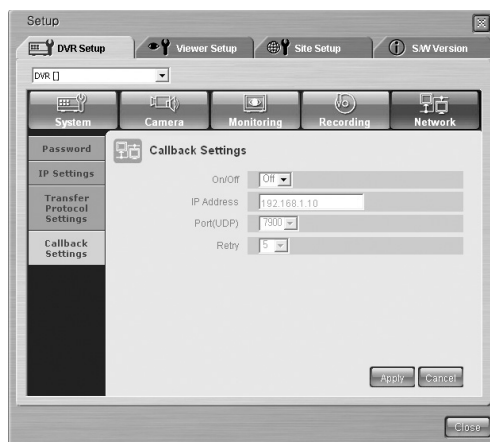 Setup
DVR Setup
Viewer Setup
Site Setup
S/W Version
DVR []
System
Camera
Monitoring
Recording
Network
Password
IP Settings
Transfer
Protocol
Settings
Callback
Settings
Callback Settings
On/Off
Off
IP Address
192.168.1.10
Port(UDP)
7900
Retry
5
Apply
Cancel
Close